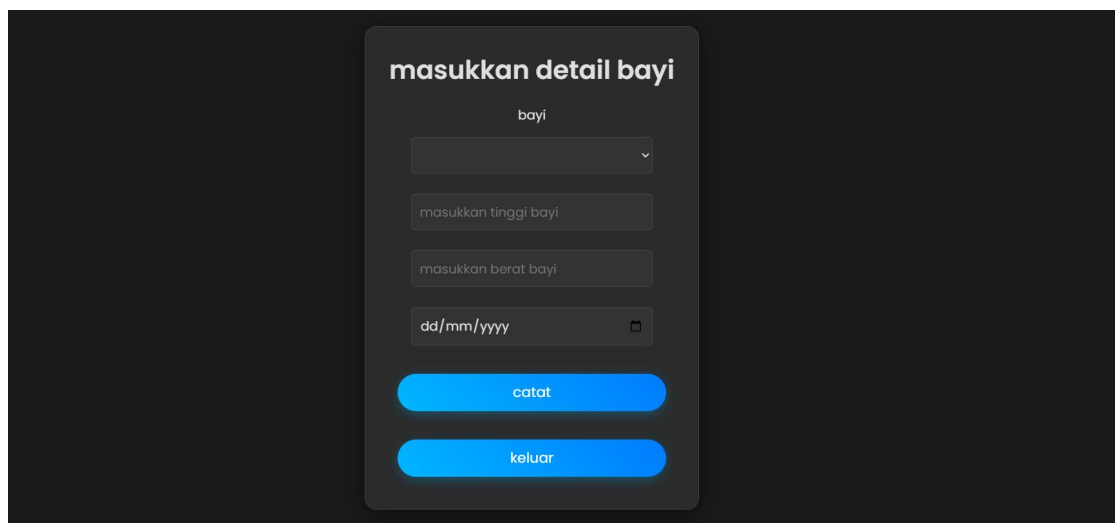 masukkan detail bayi
bayi
masukkan tinggi bayi
masukkan berat bayi
dd/mm/yyyy
catat
keluar